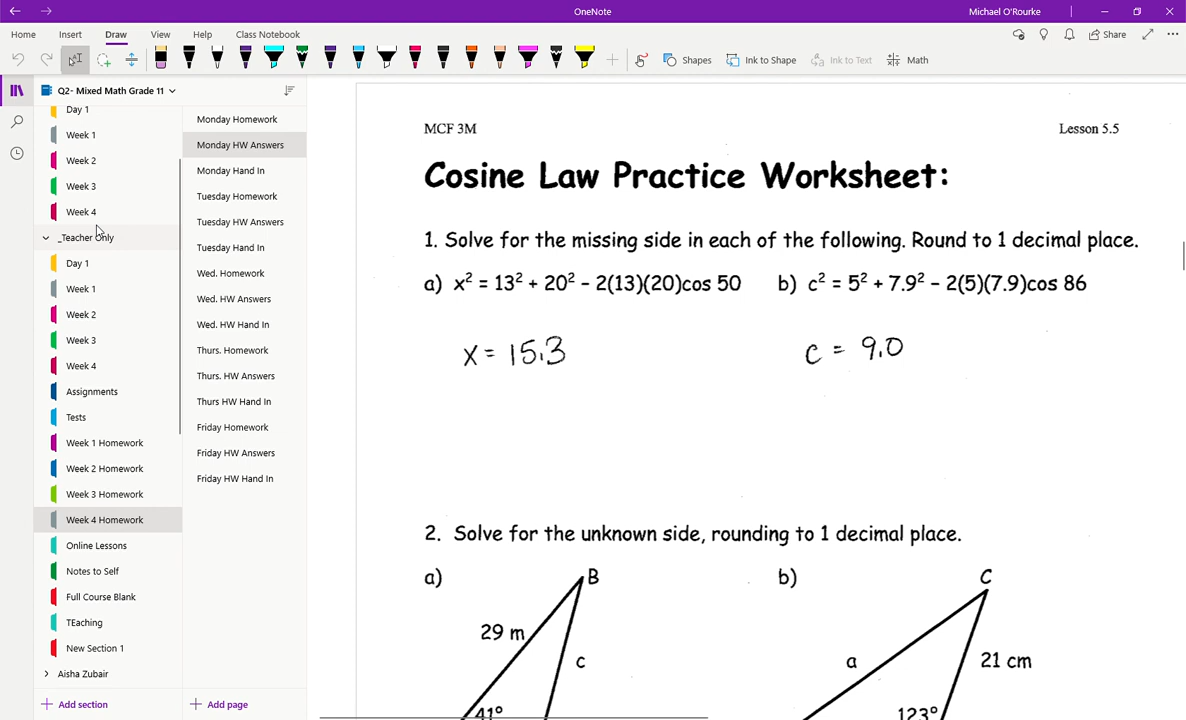 OneNote
Michael O'Rourke
Home Insert Draw View Help Class Notebook
Share
Shapes Ink to Shape Ink to Text Math
Q2- Mixed Math Grade 11
Day 1
Week 1
Week 2
Week 3
Week 4
_Teacher Only
Day 1
Week 1
Week 2
Week 3
Week 4
Assignments
Tests
Week 1 Homework
Week 2 Homework
Week 3 Homework
Week 4 Homework
Online Lessons
Notes to Self
Full Course Blank
TEaching
New Section 1
Aisha Zubair
Add section
Monday Homework
Monday HW Answers
Monday Hand In
Tuesday Homework
Tuesday HW Answers
Tuesday Hand In
Wed. Homework
Wed. HW Answers
Wed. HW Hand In
Thurs. Homework
Thurs. HW Answers
Thurs HW Hand In
Friday Homework
Friday HW Answers
Friday HW Hand In
Add page
MCF 3M Lesson 5.5
Cosine Law Practice Worksheet:
1. Solve for the missing side in each of the following. Round to 1 decimal place.
a) x² = 13² + 20² – 2(13)(20)cos 50 b) c² = 5² + 7.9² – 2(5)(7.9)cos 86
x = 15.3 c = 9.0
2. Solve for the unknown side, rounding to 1 decimal place.
a) B b) C
29 m c a 21 cm
41° 123°